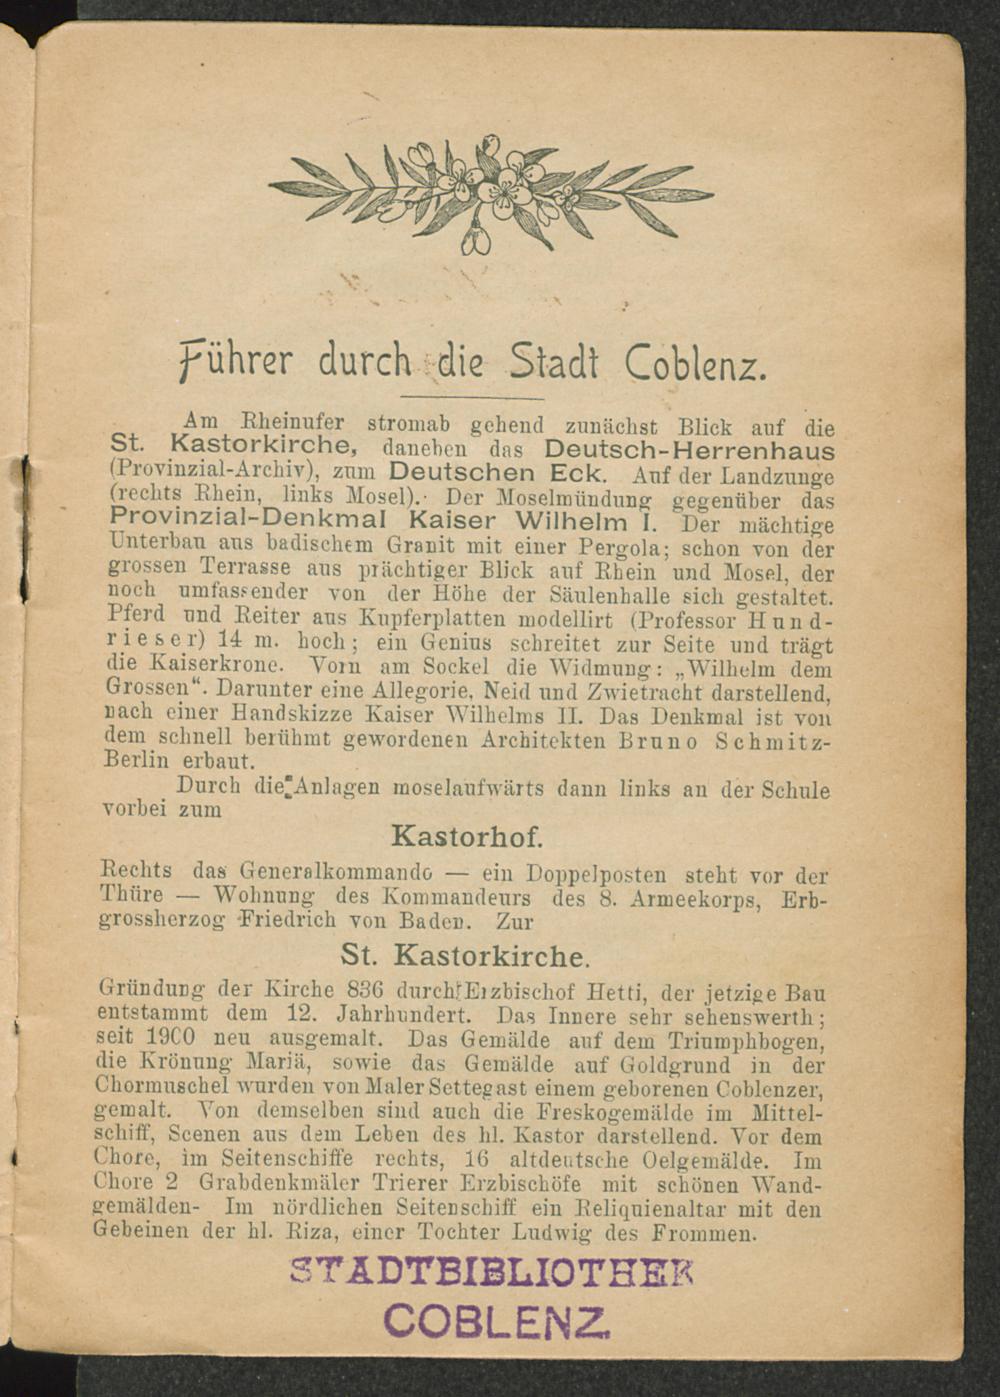 Führer durch die Stadt Coblenz.
Am Rheinufer stromab gehend zunächst Blick auf die
St. Kastorkirche, daneben das Deutsch-Herrenhaus
(Provinzial-Archiv), zum Deutschen Eck. Auf der Landzunge
(rechts Rhein, links Mosel). Der Moselmündung gegenüber das
Provinzial-Denkmal Kaiser Wilhelm I. Der mächtige
Unterbau aus badischem Granit mit einer Pergola; schon von der
grossen Terrasse aus prächtiger Blick auf Rhein und Mosel, der
noch umfassender von der Höhe der Säulenhalle sich gestaltet.
Pferd und Reiter aus Kupferplatten modellirt (Professor Hund-
rieser) 14 m. hoch; ein Genius schreitet zur Seite und trägt
die Kaiserkrone. Vorn am Sockel die Widmung: „Wilhelm dem
Grossen“. Darunter eine Allegorie, Neid und Zwietracht darstellend,
nach einer Handskizze Kaiser Wilhelms II. Das Denkmal ist von
dem schnell berühmt gewordenen Architekten Bruno Schmitz-
Berlin erbaut.
Durch die Anlagen moselaufwärts dann links an der Schule
vorbei zum
Kastorhof.
Rechts das Generalkommando — ein Doppelposten steht vor der
Thüre — Wohnung des Kommandeurs des 8. Armeekorps, Erb-
grossherzog Friedrich von Baden. Zur
St. Kastorkirche.
Gründung der Kirche 836 durch Erzbischof Hetti, der jetzige Bau
entstammt dem 12. Jahrhundert. Das Innere sehr sehenswerth;
seit 1900 neu ausgemalt. Das Gemälde auf dem Triumphbogen,
die Krönung Mariä, sowie das Gemälde auf Goldgrund in der
Chormuschel wurden von Maler Settegast einem geborenen Coblenzer,
gemalt. Von demselben sind auch die Freskogemälde im Mittel-
schiff, Scenen aus dem Leben des hl. Kastor darstellend. Vor dem
Chore, im Seitenschiffe rechts, 16 altdeutsche Oelgemälde. Im
Chore 2 Grabdenkmäler Trierer Erzbischöfe mit schönen Wand-
gemälden- Im nördlichen Seitenschiff ein Reliquienaltar mit den
Gebeinen der hl. Riza, einer Tochter Ludwig des Frommen.
STADTBIBLIOTHEK
COBLENZ